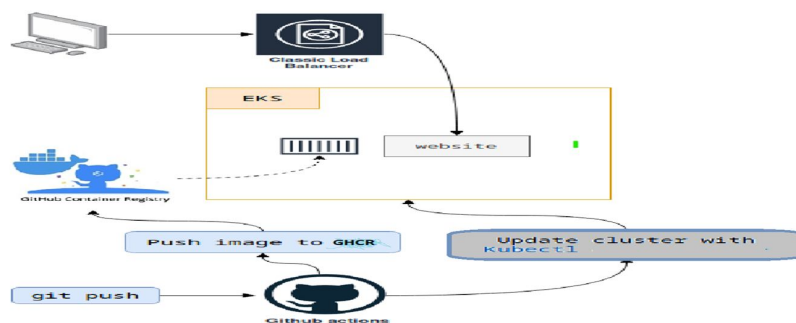 Classic Load
Balancer
EKS
website
GitHub Container Registry
Push image to GHCR
Update cluster with
Kubectl
git push
Github actions